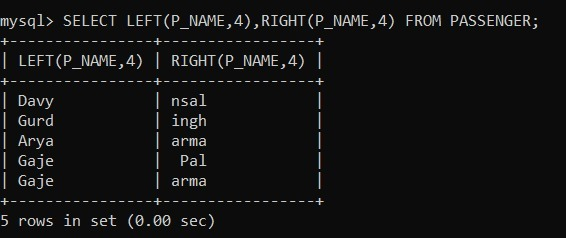 mysql> SELECT LEFT(P_NAME,4),RIGHT(P_NAME,4) FROM PASSENGER;
+----------------+-----------------+
| LEFT(P_NAME,4) | RIGHT(P_NAME,4) |
+----------------+-----------------+
| Davy           | nsal            |
| Gurd           | ingh            |
| Arya           | arma            |
| Gaje           |  Pal            |
| Gaje           | arma            |
+----------------+-----------------+
5 rows in set (0.00 sec)